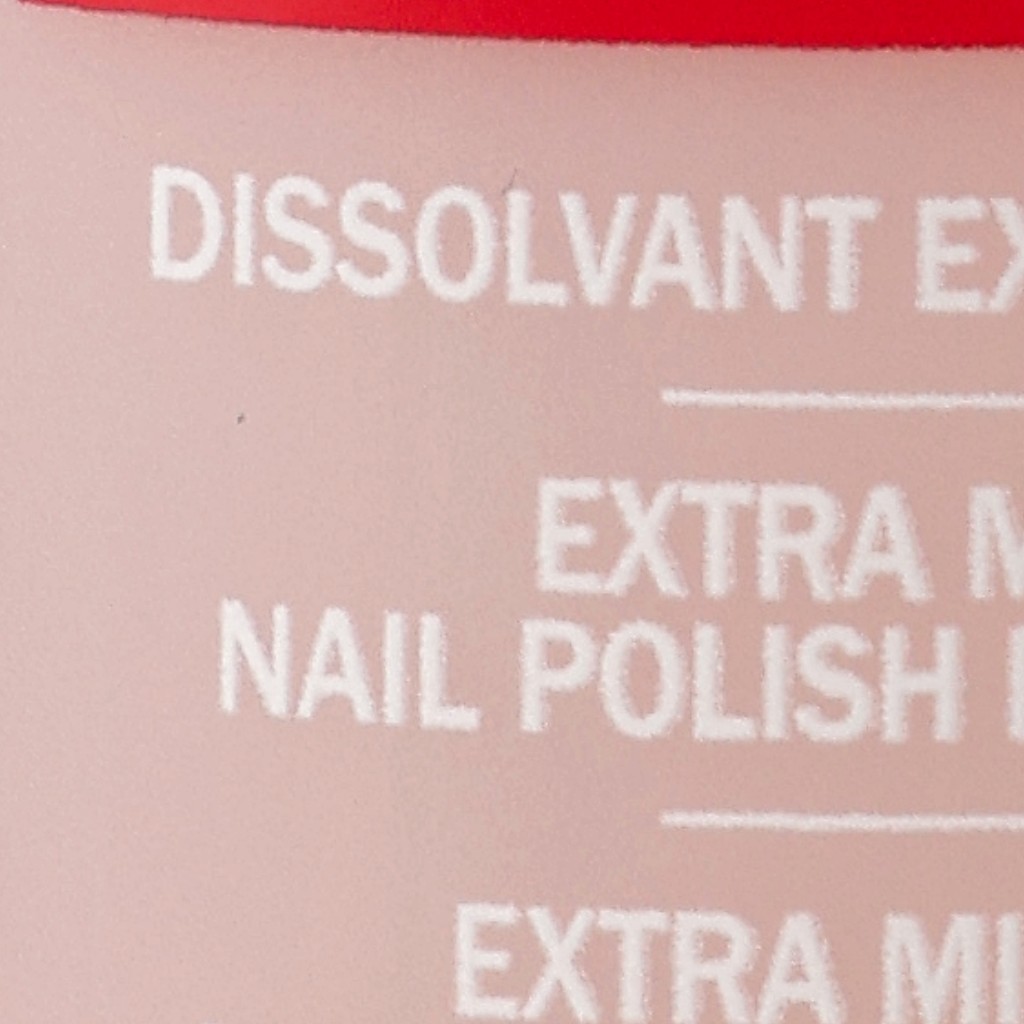 DISSOLVANT EX
EXTRA M
NAIL POLISH
EXTRA MI